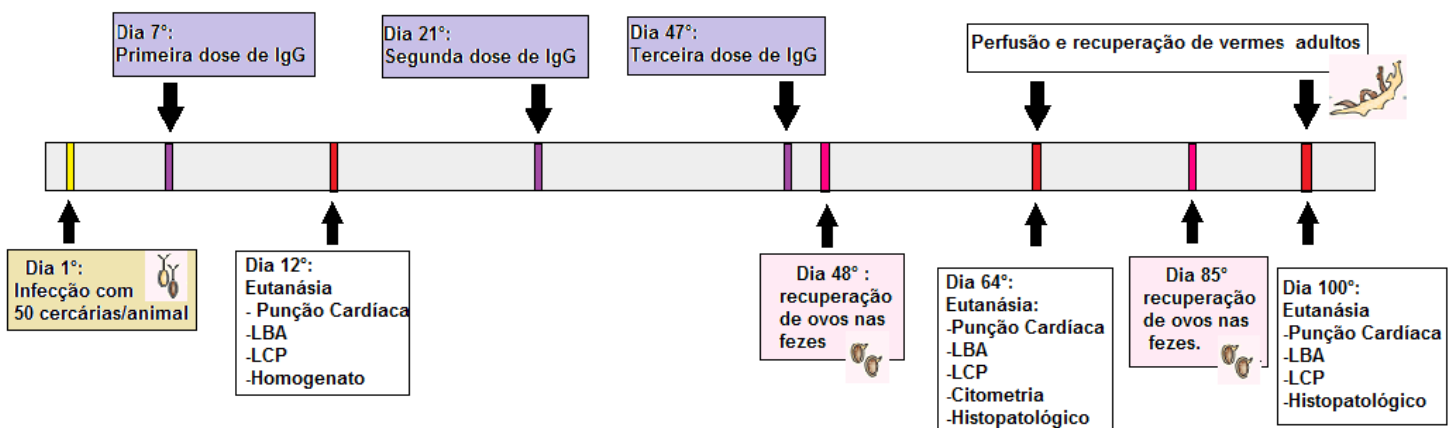 Dia 7°:
Primeira dose de IgG
Dia 21°:
Segunda dose de IgG
Dia 47°:
Terceira dose de IgG
Perfusão e recuperação de vermes adultos
Dia 1°:
Infecção com
50 cercárias/animal
Dia 12°:
Eutanásia
- Punção Cardíaca
-LBA
-LCP
-Homogenato
Dia 48° :
recuperação
de ovos nas
fezes
Dia 64°:
Eutanásia:
-Punção Cardíaca
-LBA
-LCP
-Citometria
-Histopatológico
Dia 85°
recuperação
de ovos nas
fezes.
Dia 100°:
Eutanásia
-Punção Cardíaca
-LBA
-LCP
-Histopatológico